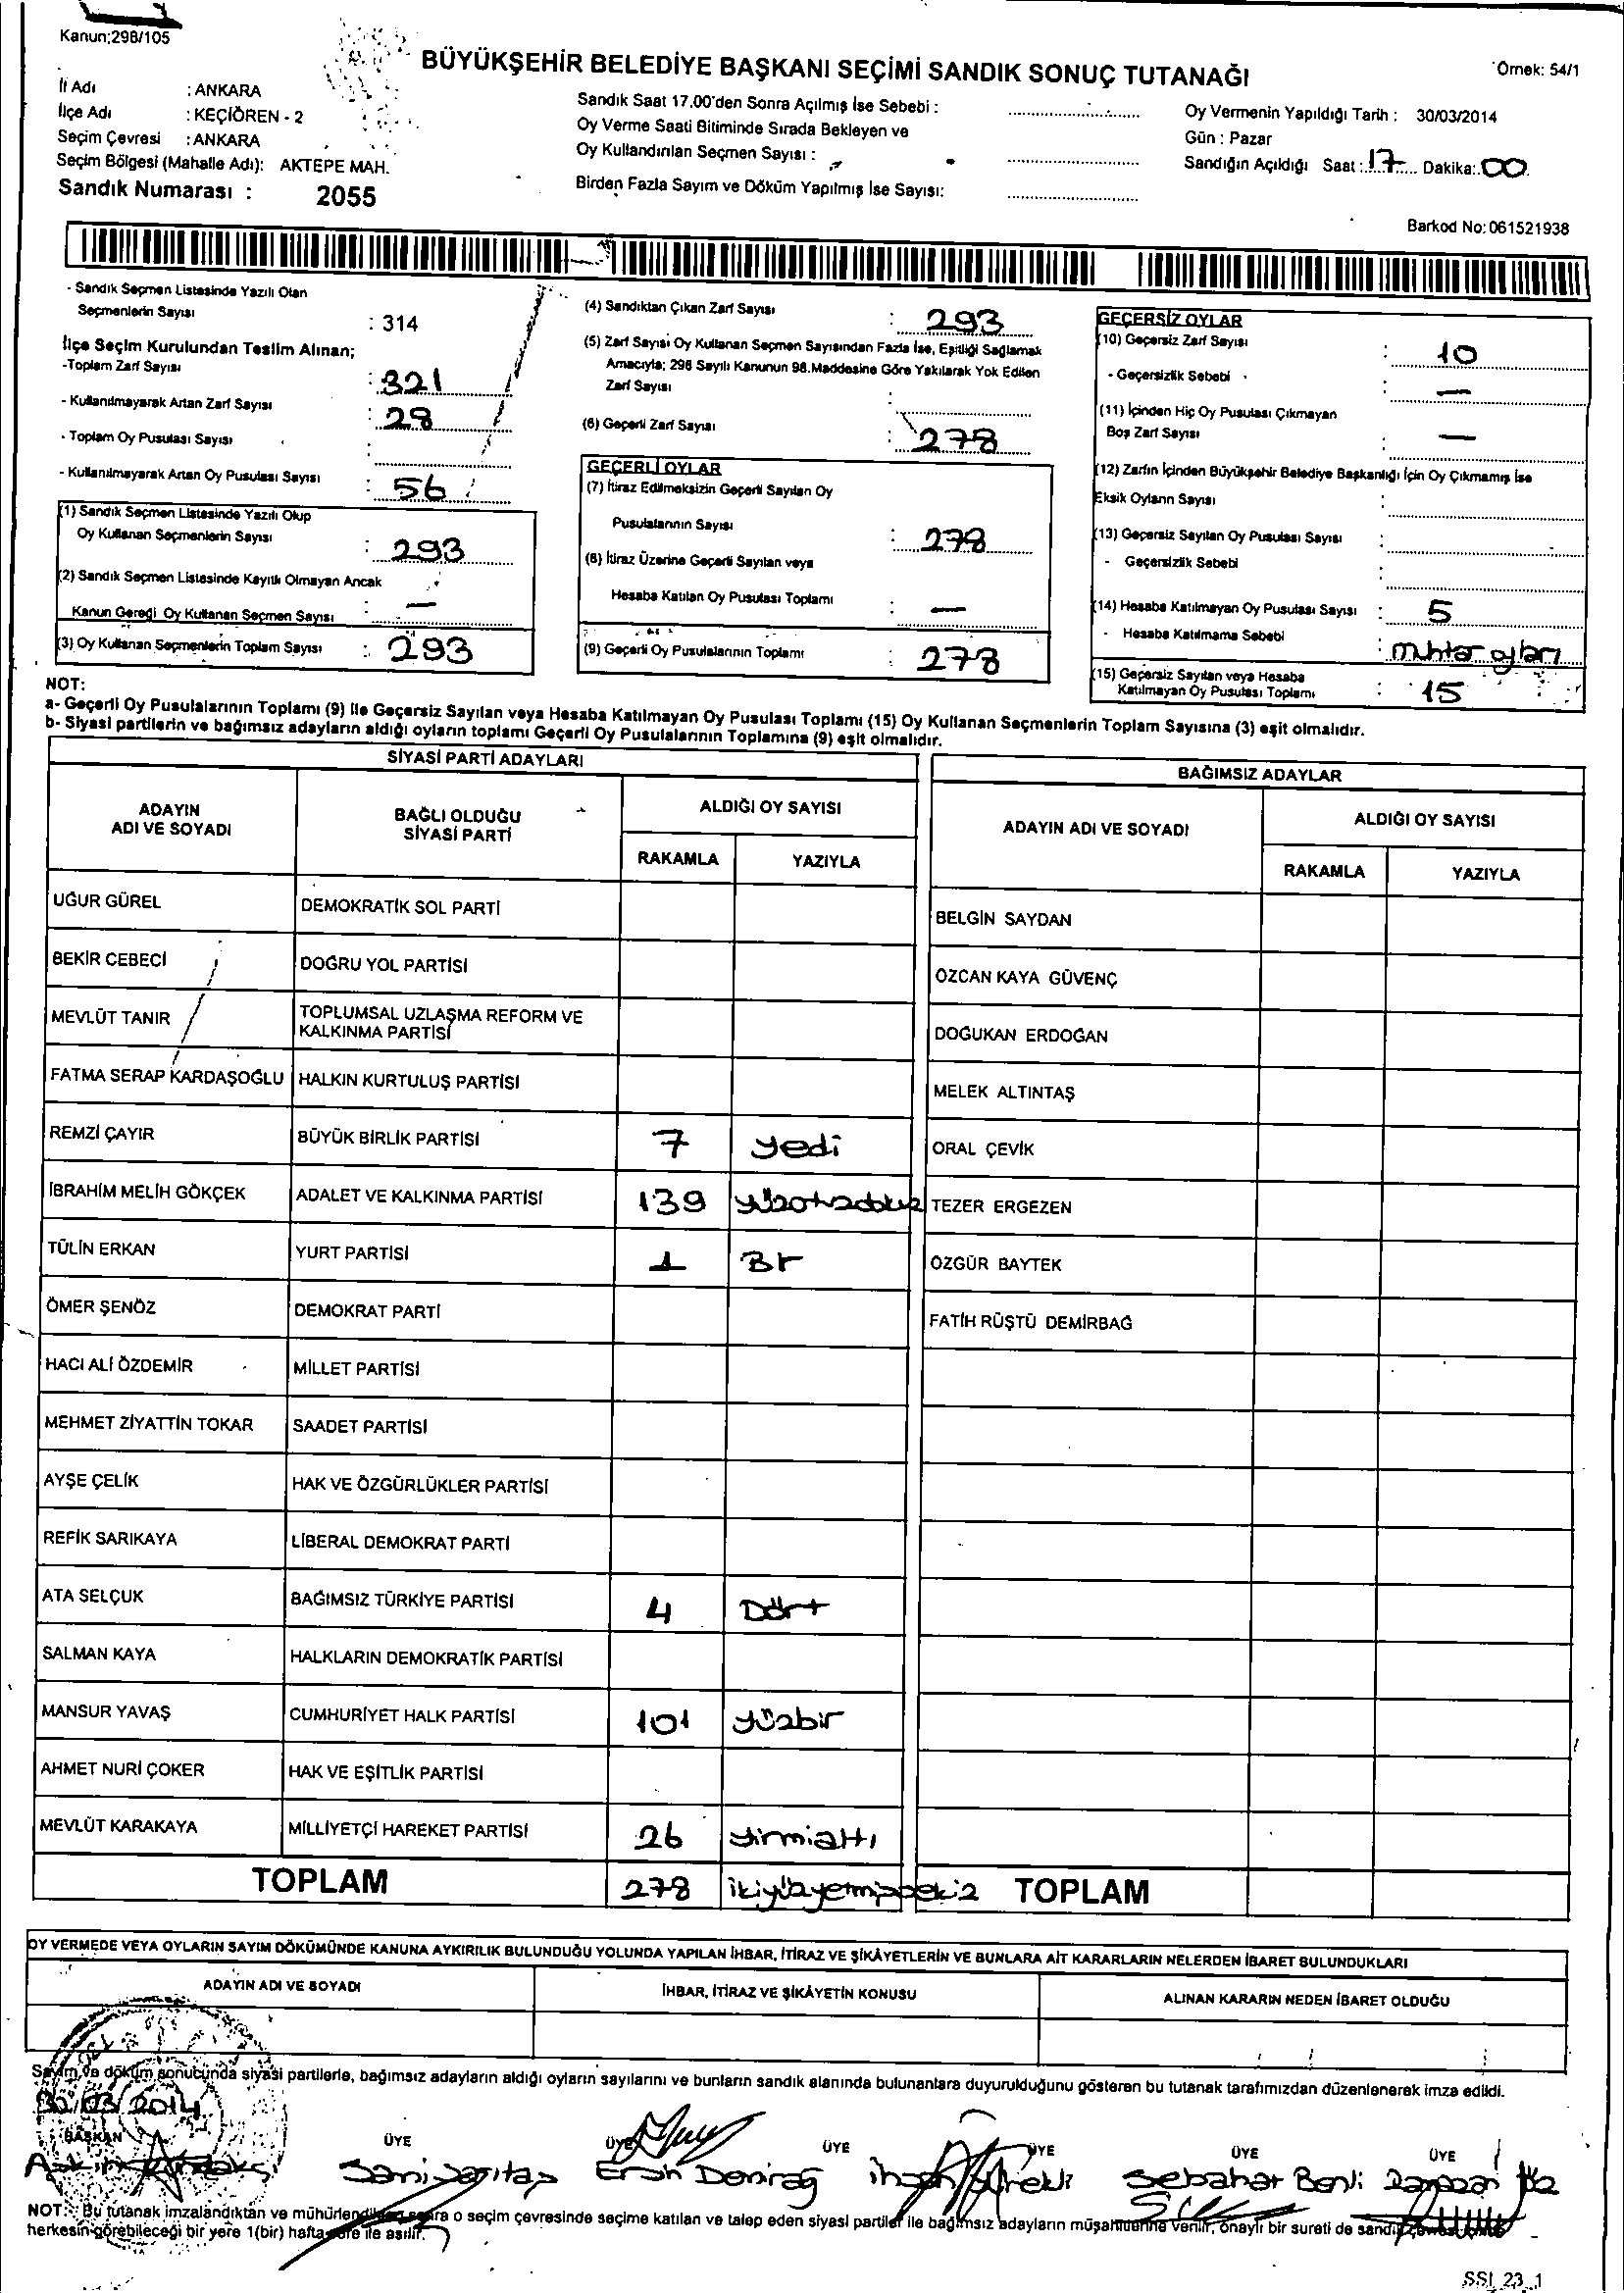 Kanun;298/105
BÜYÜKŞEHİR BELEDİYE BAŞKANI SEÇİMİ SANDIK SONUÇ TUTANAĞI
Örnek: 54/1
İl Adı : ANKARA
İlçe Adı : KEÇİÖREN - 2
Seçim Çevresi : ANKARA
Seçim Bölgesi (Mahalle Adı): AKTEPE MAH.
Sandık Numarası : 2055
Sandık Saat 17.00'den Sonra Açılmış İse Sebebi :
Oy Verme Saati Bitiminde Sırada Bekleyen ve
Oy Kullandırılan Seçmen Sayısı :
Birden Fazla Sayım ve Döküm Yapılmış İse Sayısı:
Oy Vermenin Yapıldığı Tarih : 30/03/2014
Gün : Pazar
Sandığın Açıldığı Saat : 17 Dakika: 00
Barkod No: 061521938
- Sandık Seçmen Listesinde Yazılı Olan
Seçmenlerin Sayısı : 314
İlçe Seçim Kurulundan Teslim Alınan;
-Toplam Zarf Sayısı : 321
- Kullanılmayarak Artan Zarf Sayısı : 28
- Toplam Oy Pusulası Sayısı :
- Kullanılmayarak Artan Oy Pusulası Sayısı : 56
(1) Sandık Seçmen Listesinde Yazılı Olup
Oy Kullanan Seçmenlerin Sayısı : 293
(2) Sandık Seçmen Listesinde Kayıtlı Olmayan Ancak
Kanun Gereği Oy Kullanan Seçmen Sayısı : —
(3) Oy Kullanan Seçmenlerin Toplam Sayısı : 293
(4) Sandıktan Çıkan Zarf Sayısı : 293
(5) Zarf Sayısı Oy Kullanan Seçmen Sayısından Fazla İse, Eşitliği Sağlamak
Amacıyla; 298 Sayılı Kanunun 98.Maddesine Göre Yakılarak Yok Edilen
Zarf Sayısı :
(6) Geçerli Zarf Sayısı : 278
GEÇERLİ OYLAR
(7) İtiraz Edilmeksizin Geçerli Sayılan Oy
Pusulalarının Sayısı : 278
(8) İtiraz Üzerine Geçerli Sayılan veya
Hesaba Katılan Oy Pusulası Toplamı : —
(9) Geçerli Oy Pusulalarının Toplamı : 278
GEÇERSİZ OYLAR
(10) Geçersiz Zarf Sayısı : 10
- Geçersizlik Sebebi : —
(11) İçinden Hiç Oy Pusulası Çıkmayan
Boş Zarf Sayısı : —
(12) Zarfın İçinden Büyükşehir Belediye Başkanlığı İçin Oy Çıkmamış İse
Eksik Oyların Sayısı :
(13) Geçersiz Sayılan Oy Pusulası Sayısı :
- Geçersizlik Sebebi :
(14) Hesaba Katılmayan Oy Pusulası Sayısı : 5
- Hesaba Katılmama Sebebi : muhtar oyları
(15) Geçersiz Sayılan veya Hesaba
Katılmayan Oy Pusulası Toplamı : 15
NOT:
a- Geçerli Oy Pusulalarının Toplamı (9) İle Geçersiz Sayılan veya Hesaba Katılmayan Oy Pusulası Toplamı (15) Oy Kullanan Seçmenlerin Toplam Sayısına (3) eşit olmalıdır.
b- Siyasi partilerin ve bağımsız adayların aldığı oyların toplamı Geçerli Oy Pusulalarının Toplamına (9) eşit olmalıdır.
SİYASİ PARTİ ADAYLARI
ADAYIN ADI VE SOYADI
BAĞLI OLDUĞU SİYASİ PARTİ
ALDIĞI OY SAYISI
RAKAMLA YAZIYLA
UĞUR GÜREL DEMOKRATİK SOL PARTİ
BEKİR CEBECİ DOĞRU YOL PARTİSİ
MEVLÜT TANIR TOPLUMSAL UZLAŞMA REFORM VE KALKINMA PARTİSİ
FATMA SERAP KARDAŞOĞLU HALKIN KURTULUŞ PARTİSİ
REMZİ ÇAYIR BÜYÜK BİRLİK PARTİSİ 7 yedi
İBRAHİM MELİH GÖKÇEK ADALET VE KALKINMA PARTİSİ 139
TÜLİN ERKAN YURT PARTİSİ 1 Bir
ÖMER ŞENÖZ DEMOKRAT PARTİ
HACI ALİ ÖZDEMİR MİLLET PARTİSİ
MEHMET ZİYATTİN TOKAR SAADET PARTİSİ
AYŞE ÇELİK HAK VE ÖZGÜRLÜKLER PARTİSİ
REFİK SARIKAYA LİBERAL DEMOKRAT PARTİ
ATA SELÇUK BAĞIMSIZ TÜRKİYE PARTİSİ 4 Dört
SALMAN KAYA HALKLARIN DEMOKRATİK PARTİSİ
MANSUR YAVAŞ CUMHURİYET HALK PARTİSİ 101 yüzbir
AHMET NURİ ÇOKER HAK VE EŞİTLİK PARTİSİ
MEVLÜT KARAKAYA MİLLİYETÇİ HAREKET PARTİSİ 26 yirmialtı
TOPLAM 278
BAĞIMSIZ ADAYLAR
ADAYIN ADI VE SOYADI
ALDIĞI OY SAYISI
RAKAMLA YAZIYLA
BELGİN SAYDAN
ÖZCAN KAYA GÜVENÇ
DOĞUKAN ERDOĞAN
MELEK ALTINTAŞ
ORAL ÇEVİK
TEZER ERGEZEN
ÖZGÜR BAYTEK
FATİH RÜŞTÜ DEMİRBAĞ
TOPLAM
OY VERMEDE VEYA OYLARIN SAYIM DÖKÜMÜNDE KANUNA AYKIRILIK BULUNDUĞU YOLUNDA YAPILAN İHBAR, İTİRAZ VE ŞİKÂYETLERİN VE BUNLARA AİT KARARLARIN NELERDEN İBARET BULUNDUKLARI
ADAYIN ADI VE SOYADI İHBAR, İTİRAZ VE ŞİKÂYETİN KONUSU ALINAN KARARIN NEDEN İBARET OLDUĞU
Sayım ve döküm sonucunda siyasi partilerle, bağımsız adayların aldığı oyların sayılarını ve bunların sandık alanında bulunanlara duyurulduğunu gösteren bu tutanak tarafımızdan düzenlenerek imza edildi.
30/03/2014
BAŞKAN ÜYE ÜYE ÜYE ÜYE ÜYE ÜYE
Ersin Demirağ Sebahat Benli
NOT: Bu tutanak imzalandıktan ve mühürlendikten sonra o seçim çevresinde seçime katılan ve talep eden siyasi partiler ile bağımsız adayların müşahitlerine verilir, onaylı bir sureti de sandık
herkesin görebileceği bir yere 1(bir) hafta süre ile asılır.
SSI_23_1